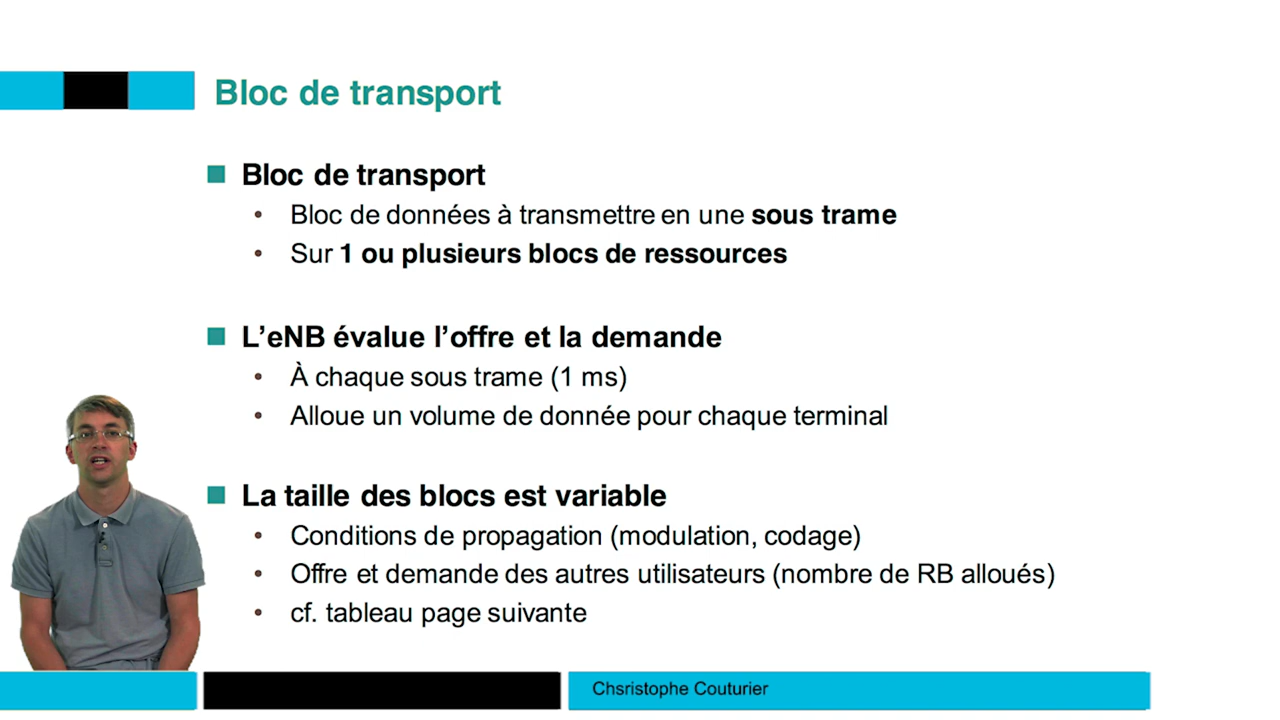 Bloc de transport
Bloc de transport
Bloc de données à transmettre en une sous trame
Sur 1 ou plusieurs blocs de ressources
L'eNB évalue l'offre et la demande
À chaque sous trame (1 ms)
Alloue un volume de donnée pour chaque terminal
La taille des blocs est variable
Conditions de propagation (modulation, codage)
Offre et demande des autres utilisateurs (nombre de RB alloués)
cf. tableau page suivante
Chsristophe Couturier